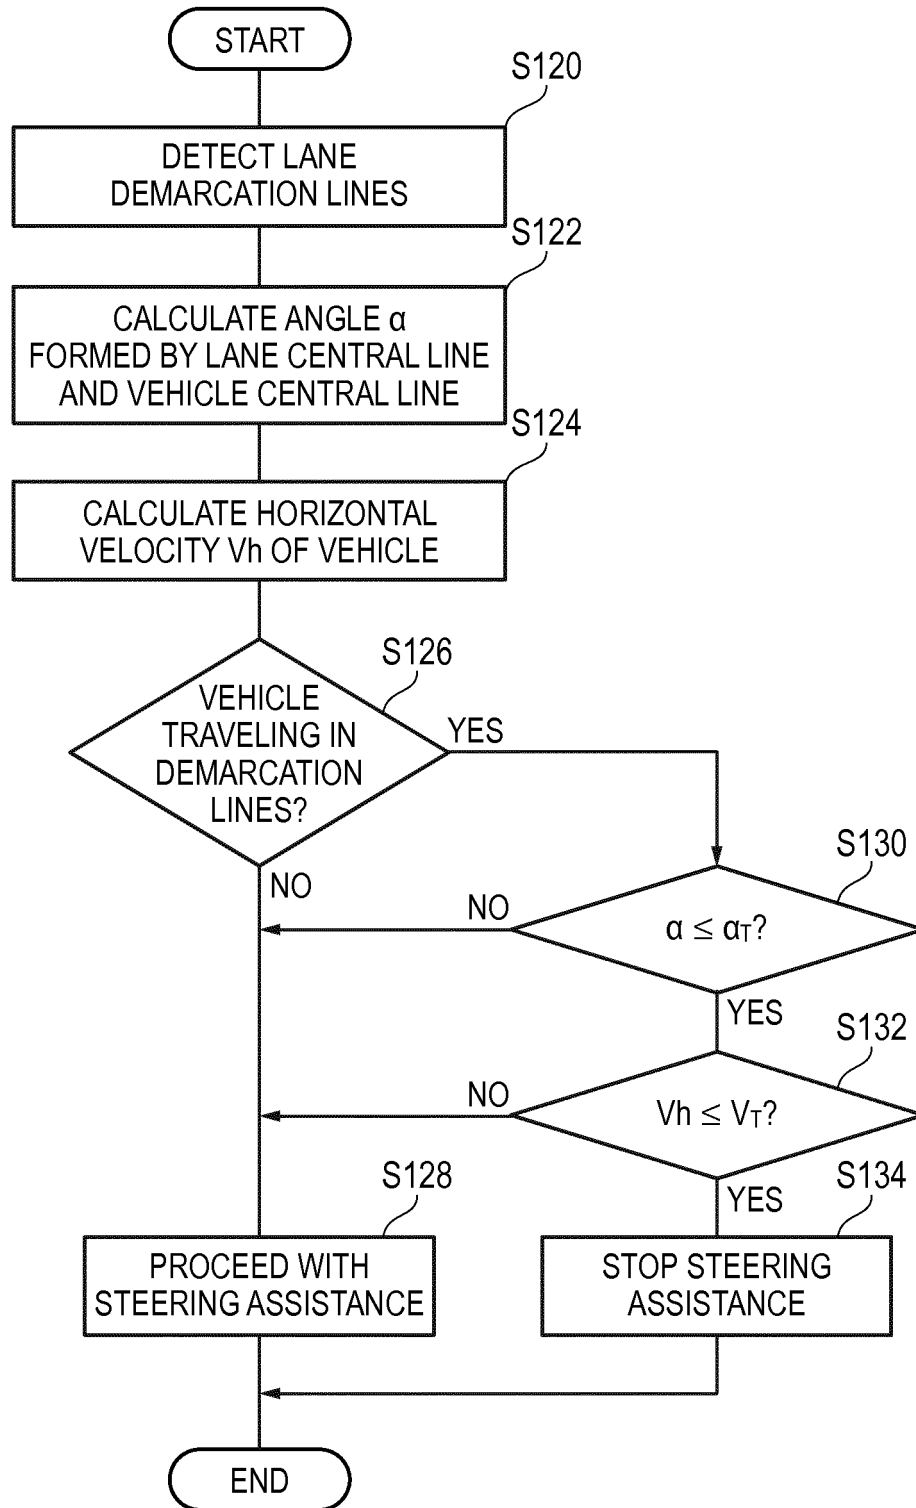 START
S120
DETECT LANE
DEMARCATION LINES
S122
CALCULATE ANGLE α
FORMED BY LANE CENTRAL LINE
AND VEHICLE CENTRAL LINE
S124
CALCULATE HORIZONTAL
VELOCITY Vh OF VEHICLE
S126
VEHICLE
TRAVELING IN
DEMARCATION
LINES?
YES
NO
S130
α ≤ αT?
NO
YES
S132
Vh ≤ VT?
NO
YES
S128
PROCEED WITH
STEERING ASSISTANCE
S134
STOP STEERING
ASSISTANCE
END